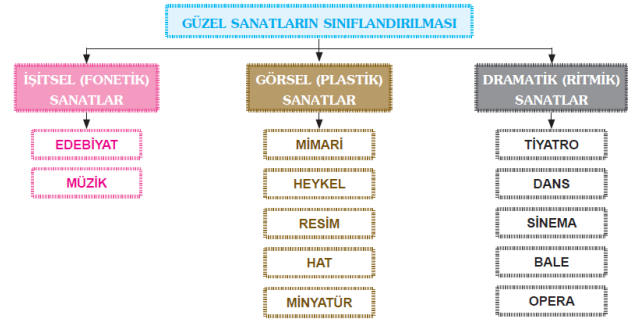 GÜZEL SANATLARIN SINIFLANDIRILMASI
İŞİTSEL (FONETİK)
SANATLAR
EDEBİYAT
MÜZİK
GÖRSEL (PLASTİK)
SANATLAR
MİMARİ
HEYKEL
RESİM
HAT
MİNYATÜR
DRAMATİK (RİTMİK)
SANATLAR
TİYATRO
DANS
SİNEMA
BALE
OPERA